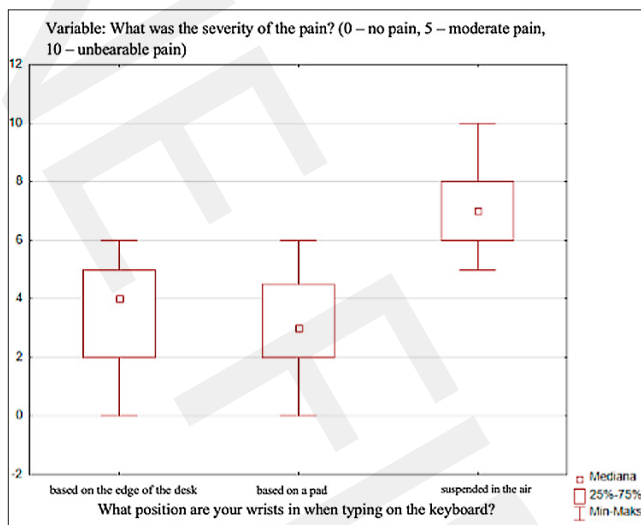 Variable: What was the severity of the pain? (0 – no pain, 5 – moderate pain,
10 – unbearable pain)
12
10
8
6
4
2
0
-2
based on the edge of the desk
based on a pad
suspended in the air
What position are your wrists in when typing on the keyboard?
Mediana
25%-75%
Min-Maks